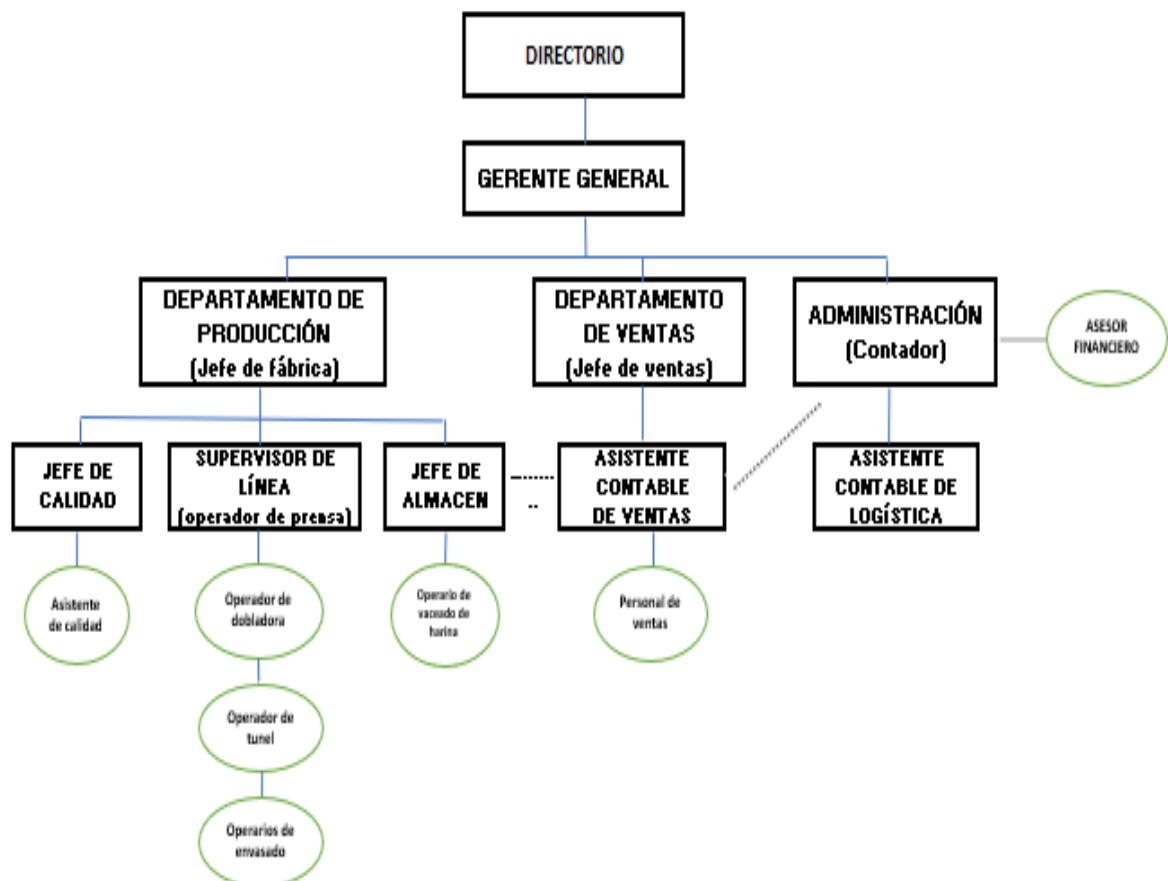 DIRECTORIO
GERENTE GENERAL
DEPARTAMENTO DE
PRODUCCIÓN
(Jefe de fábrica)
DEPARTAMENTO
DE VENTAS
(Jefe de ventas)
ADMINISTRACIÓN
(Contador)
ASESOR
FINANCIERO
JEFE DE
CALIDAD
SUPERVISOR DE
LÍNEA
(operador de prensa)
JEFE DE
ALMACEN
ASISTENTE
CONTABLE
DE VENTAS
ASISTENTE
CONTABLE DE
LOGÍSTICA
Asistente
de calidad
Operador de
dobladora
Operario de
vaceado de
harina
Personal de
ventas
Operador de
tunel
Operarios de
envasado